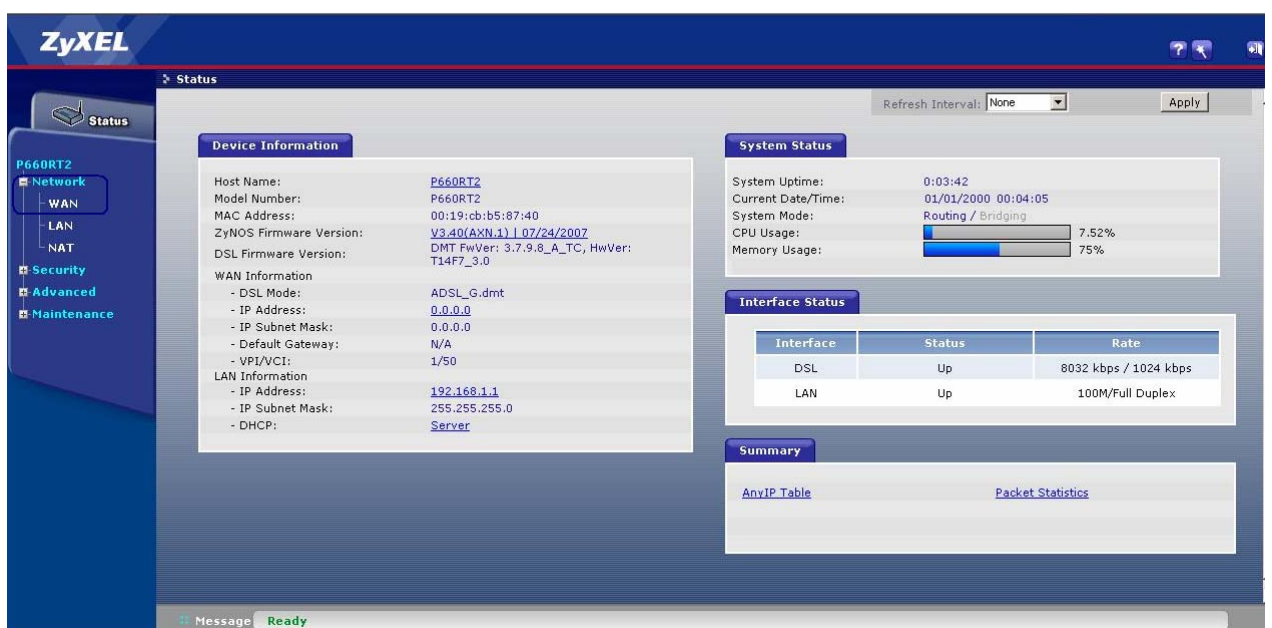 ZyXEL
Status
Status
P660RT2
Network
WAN
LAN
NAT
Security
Advanced
Maintenance
Refresh Interval: None
Apply
Device Information
Host Name: P660RT2
Model Number: P660RT2
MAC Address: 00:19:cb:b5:87:40
ZyNOS Firmware Version: V3.40(AXN.1) | 07/24/2007
DSL Firmware Version: DMT FwVer: 3.7.9.8_A_TC, HwVer:
T14F7_3.0
WAN Information
- DSL Mode: ADSL_G.dmt
- IP Address: 0.0.0.0
- IP Subnet Mask: 0.0.0.0
- Default Gateway: N/A
- VPI/VCI: 1/50
LAN Information
- IP Address: 192.168.1.1
- IP Subnet Mask: 255.255.255.0
- DHCP: Server
System Status
System Uptime: 0:03:42
Current Date/Time: 01/01/2000 00:04:05
System Mode: Routing / Bridging
CPU Usage: 7.52%
Memory Usage: 75%
Interface Status
Interface Status Rate
DSL Up 8032 kbps / 1024 kbps
LAN Up 100M/Full Duplex
Summary
AnyIP Table Packet Statistics
Message Ready